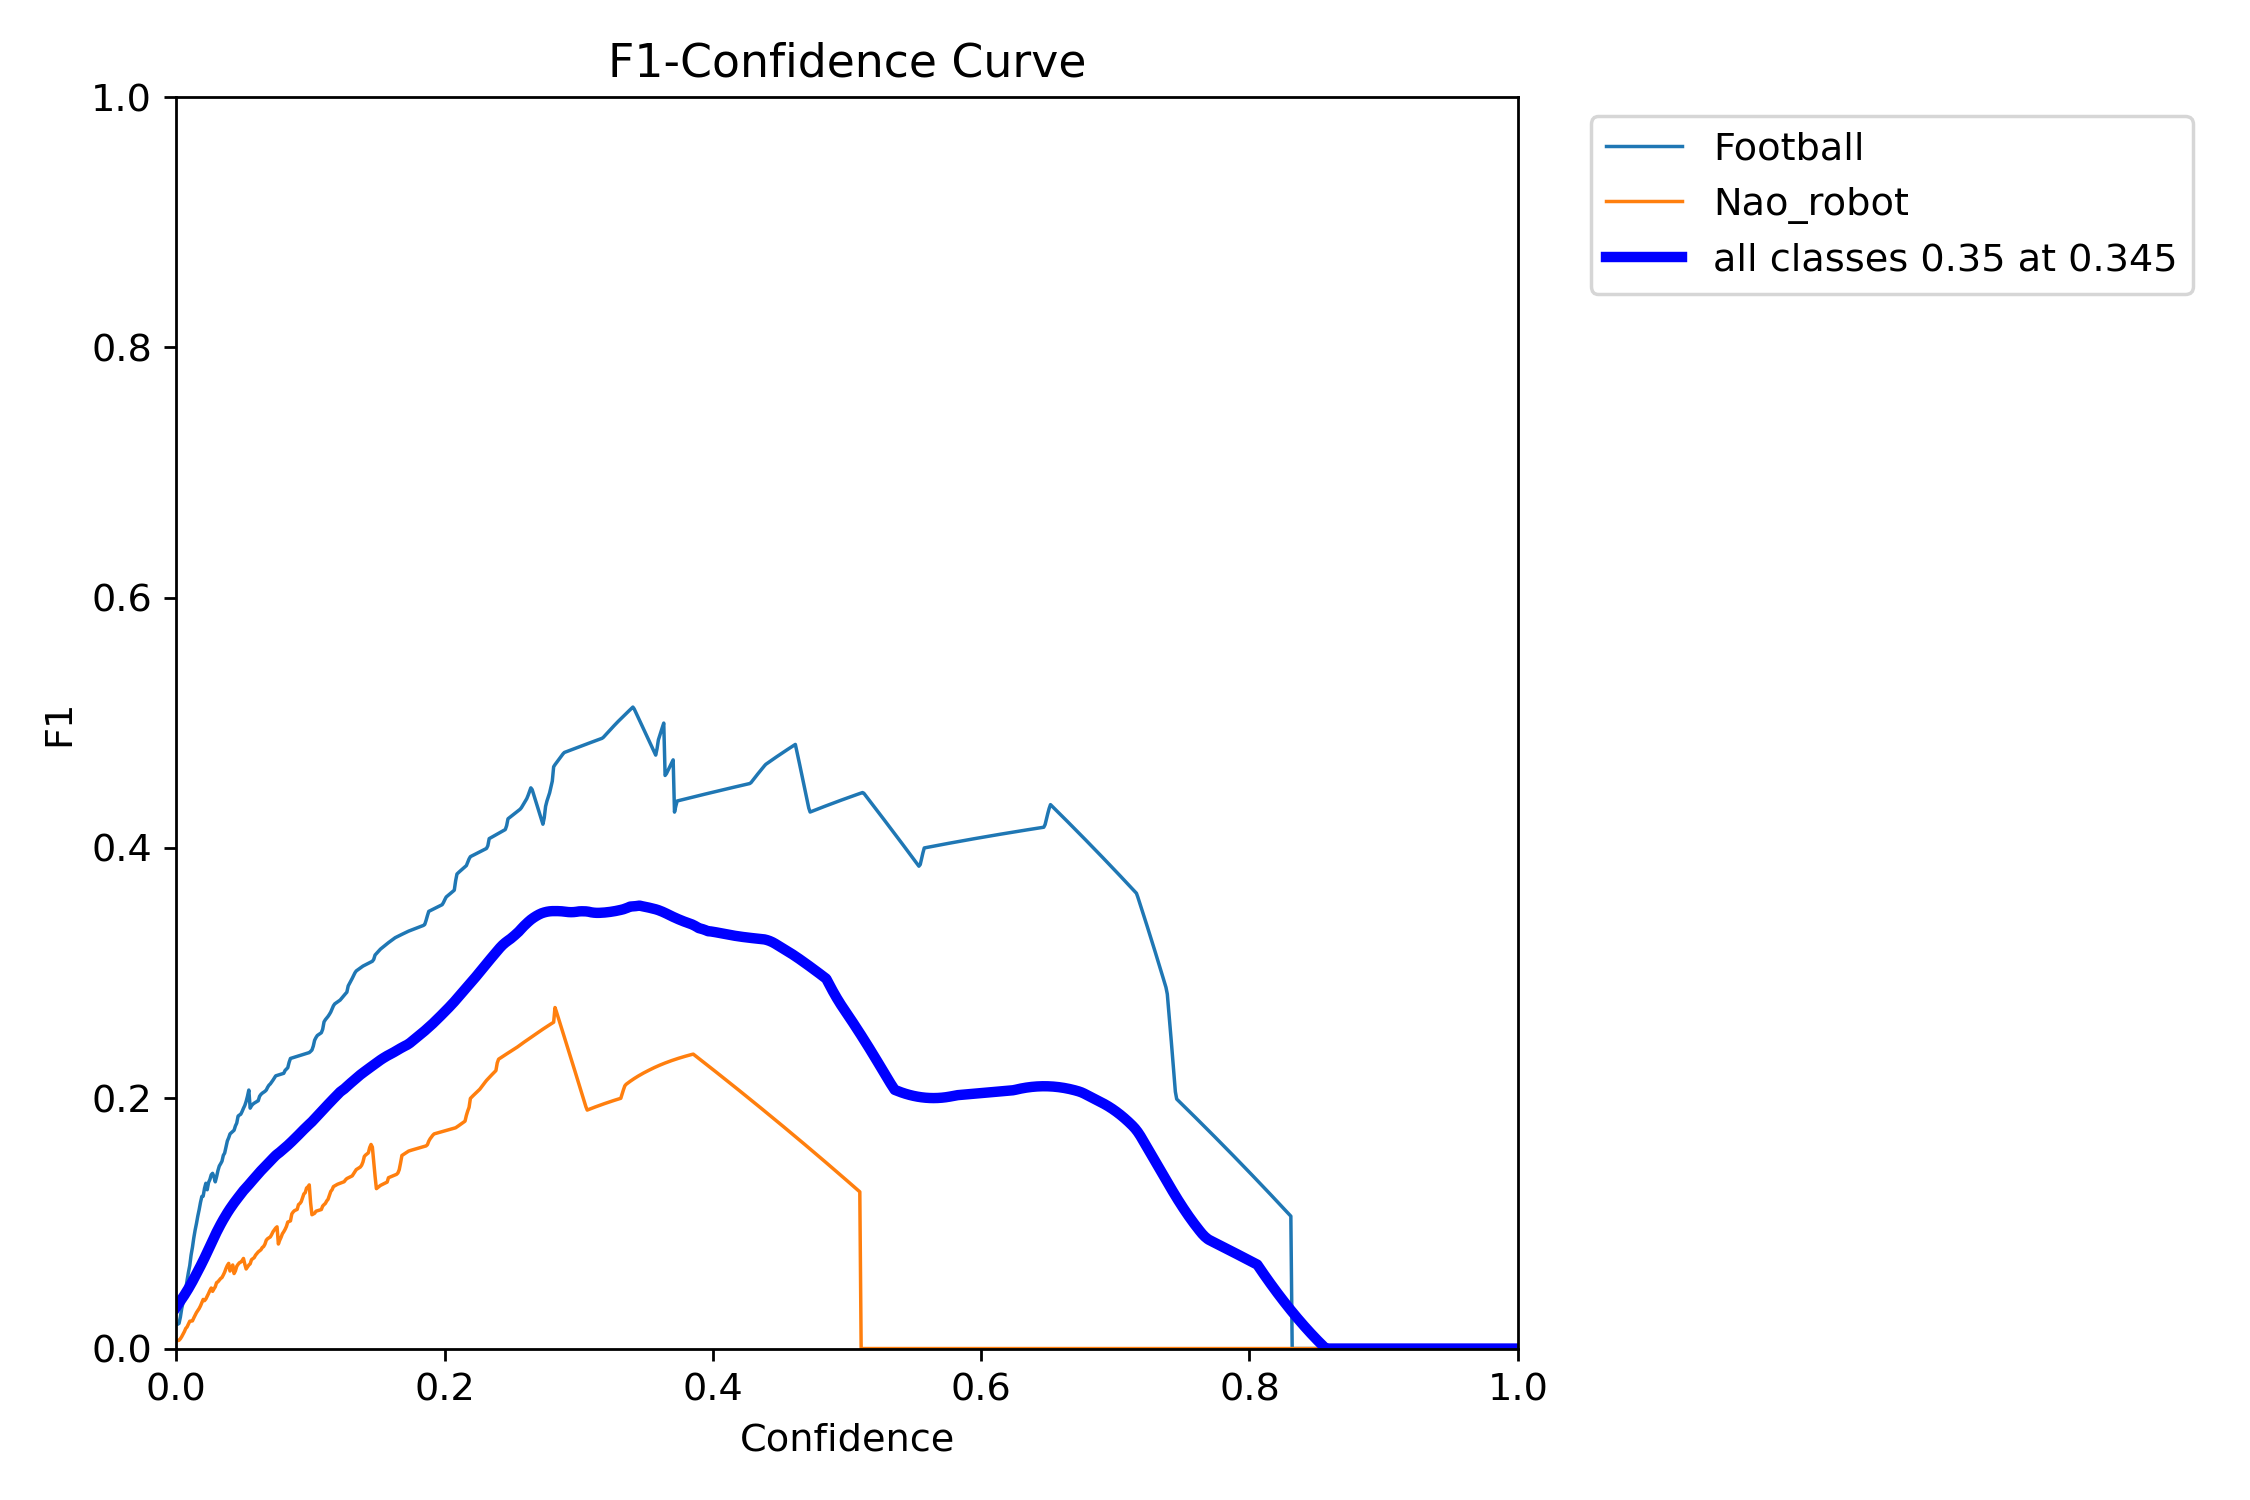 F1-Confidence Curve
1.0
0.8
0.6
0.4
0.2
0.0
F1
0.0 0.2 0.4 0.6 0.8 1.0
Confidence
Football
Nao_robot
all classes 0.35 at 0.345